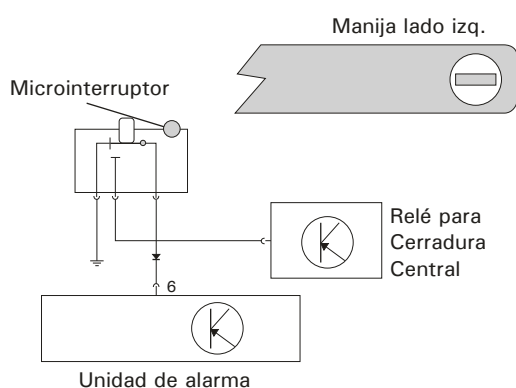 Manija lado izq.
Microinterruptor
Relé para
Cerradura
Central
6
Unidad de alarma